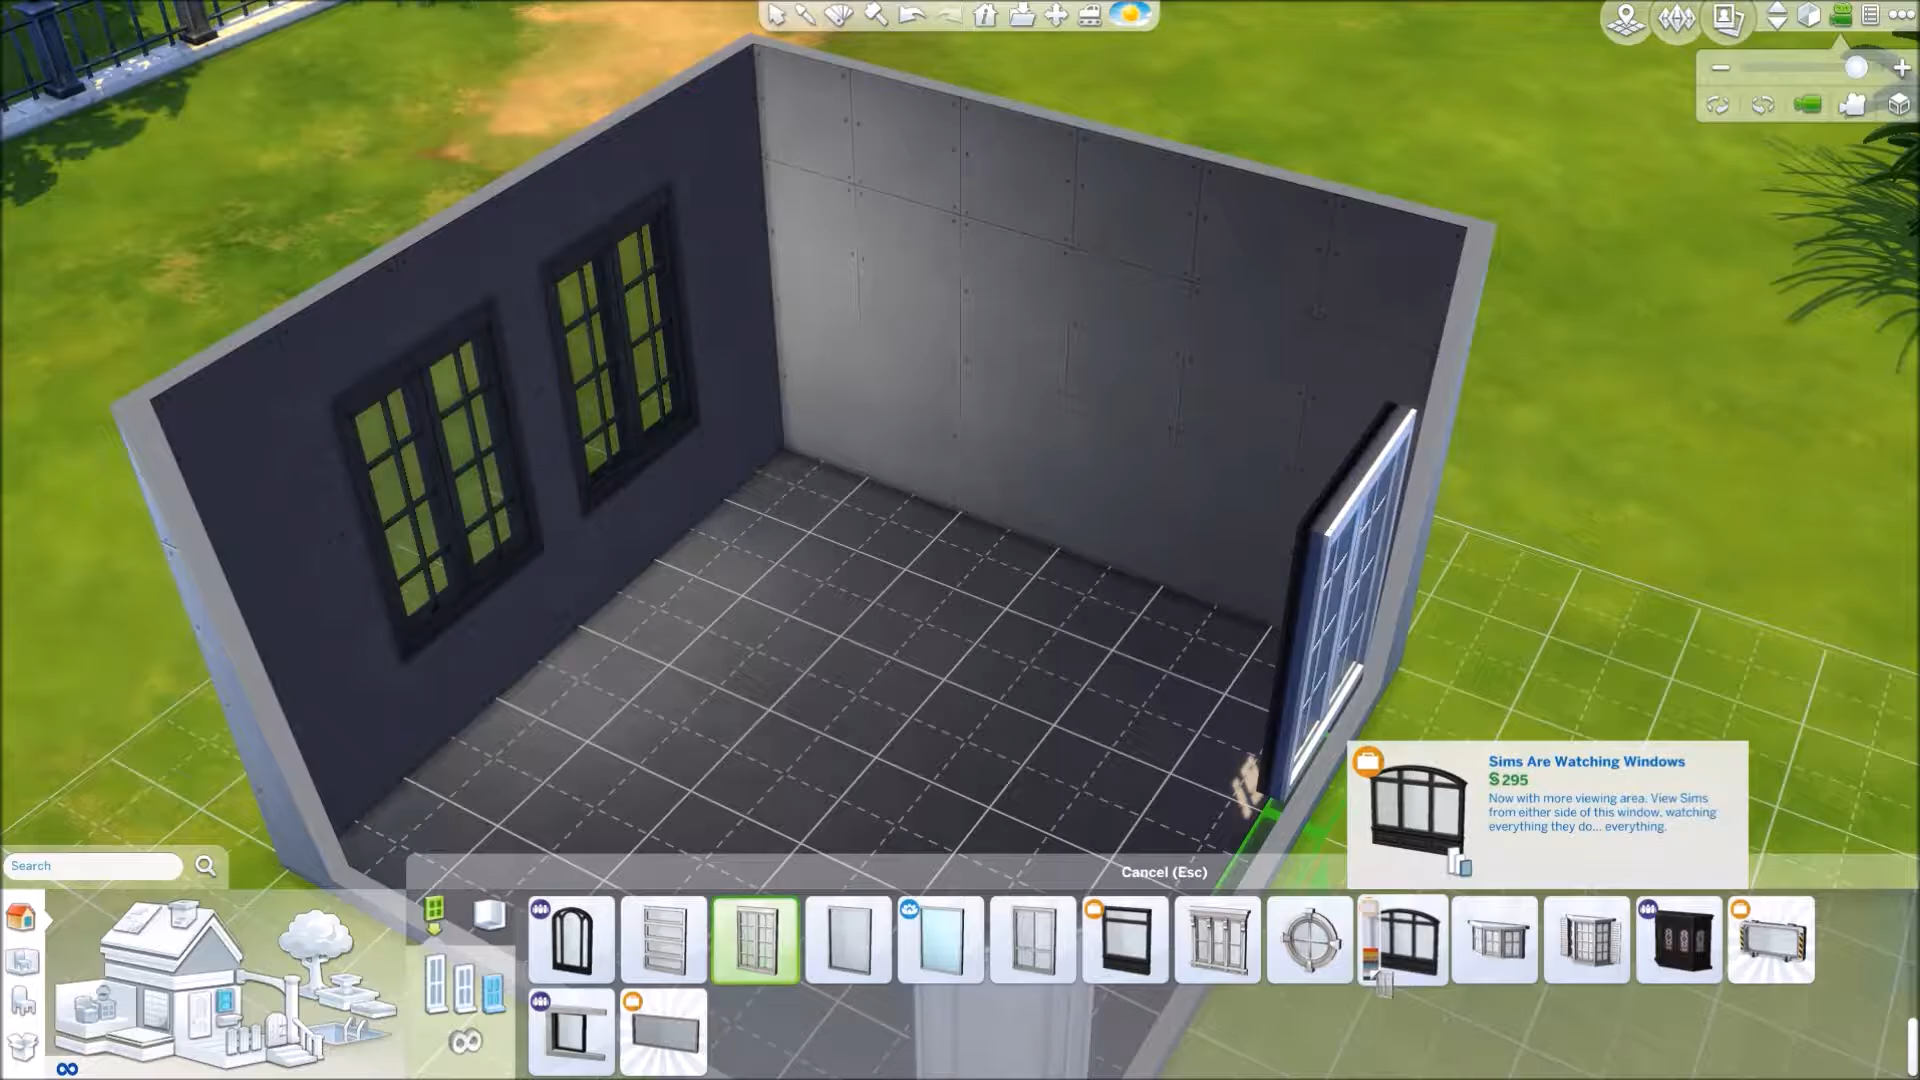 Sims Are Watching Windows
§295
Now with more viewing area. View Sims
from either side of this window, watching
everything they do... everything.
Search
Cancel (Esc)